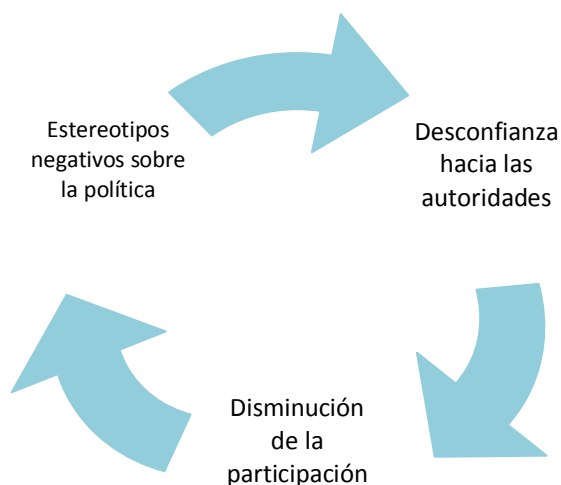 Estereotipos
negativos sobre
la política
Desconfianza
hacia las
autoridades
Disminución
de la
participación